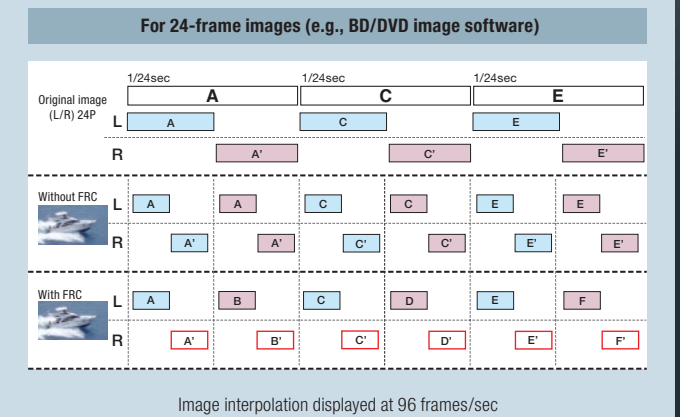 For 24-frame images (e.g., BD/DVD image software)
1/24sec 1/24sec 1/24sec
Original image
(L/R) 24P
A C E
L A C E
R A' C' E'
Without FRC
L A A C C E E
R A' A' C' C' E' E'
With FRC
L A B C D E F
R A' B' C' D' E' F'
Image interpolation displayed at 96 frames/sec